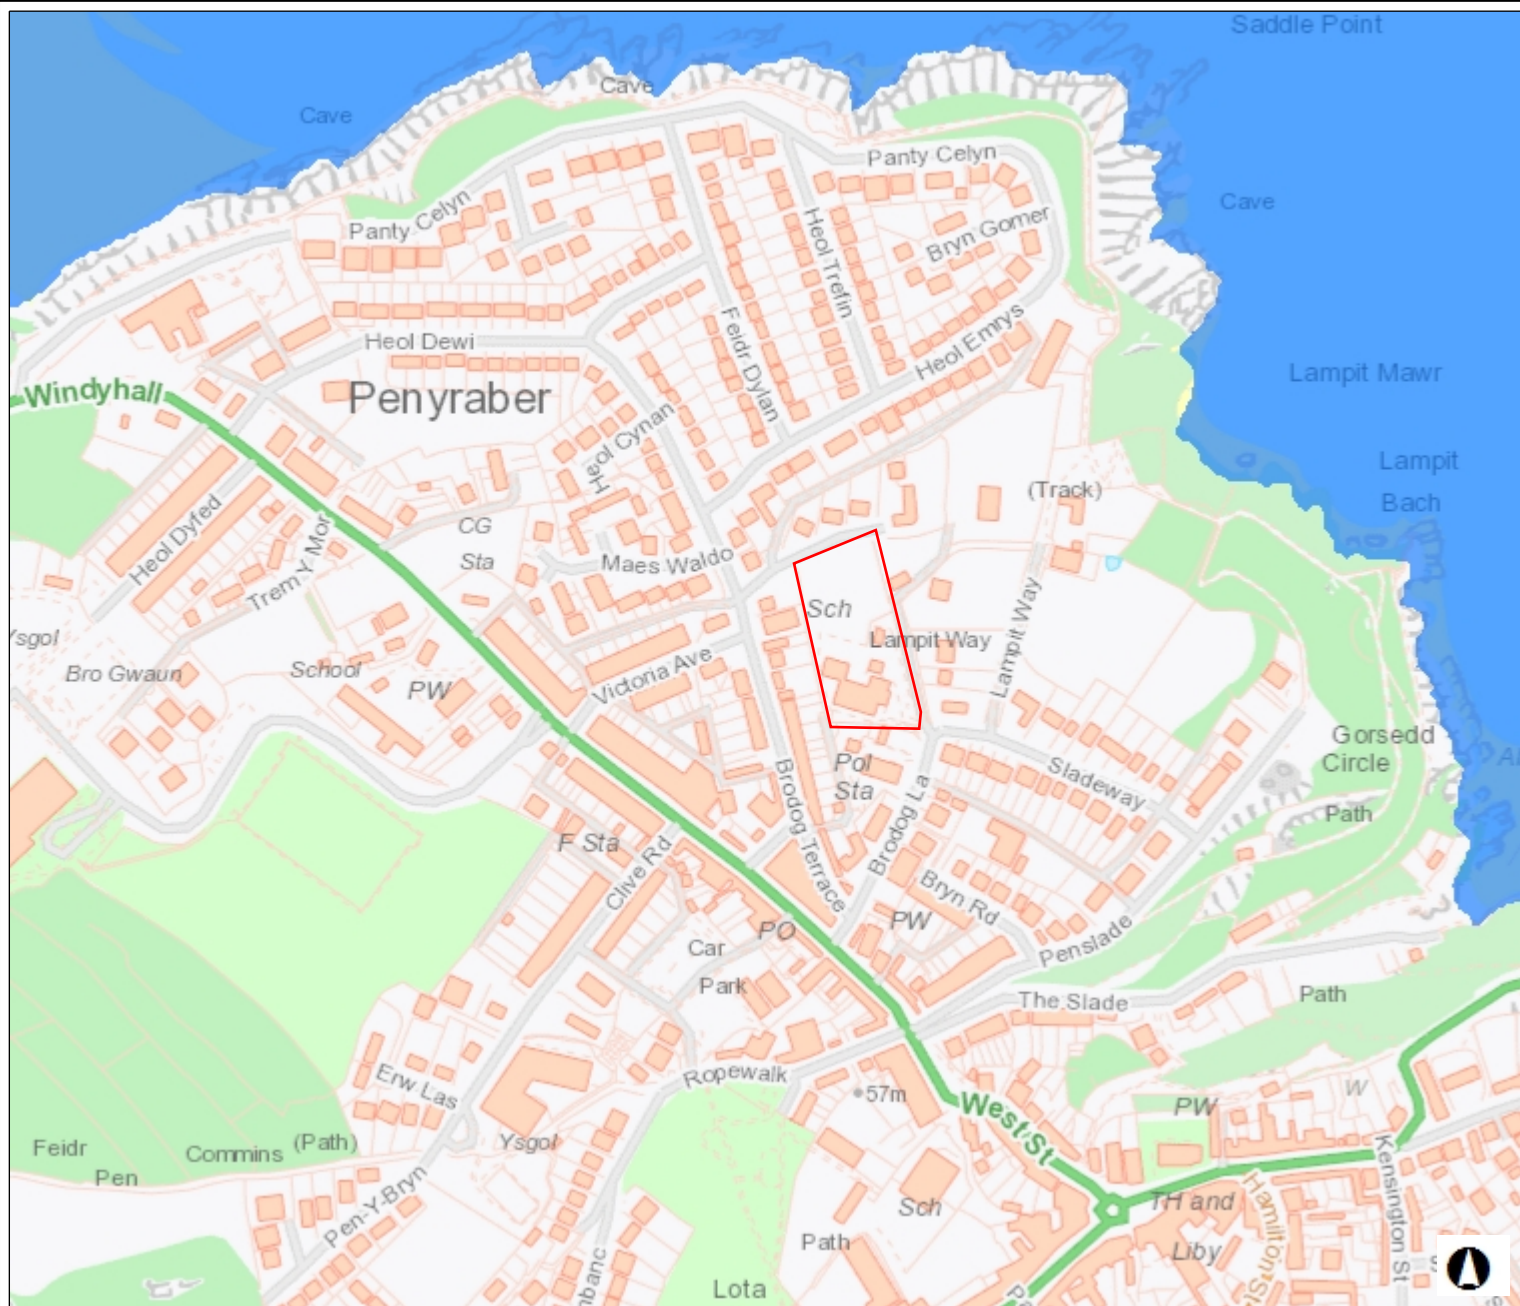 Saddle Point
Cave
Cave
Panty Celyn
Cave
Panty Celyn
Heol Trefin
Bryn Gomer
Feidr Dylan
Heol Dewi
Heol Emrys
Lampit Mawr
Windyhall
Penyraber
Heol Cynan
Lampit
Bach
(Track)
CG
Sta
Heol Dyfed
Trem Y Mor
Maes Waldo
Sch
Lampit Way
Lampit Way
Ysgol
Bro Gwaun
School
PW
Victoria Ave
Gorsedd
Circle
Pol
Sta
Sladeway
Path
Brodog Terrace
Brodog La
F Sta
Clive Rd
Bryn Rd
PW
PO
Car
Park
Penslade
The Slade
Path
Ropewalk
57m
Erw Las
West St
PW
W
Feidr
Pen
Commins
(Path)
Ysgol
Pen-Y-Bryn
Kensington St
Sch
TH and
Liby
Hamilton St
Path
Lota